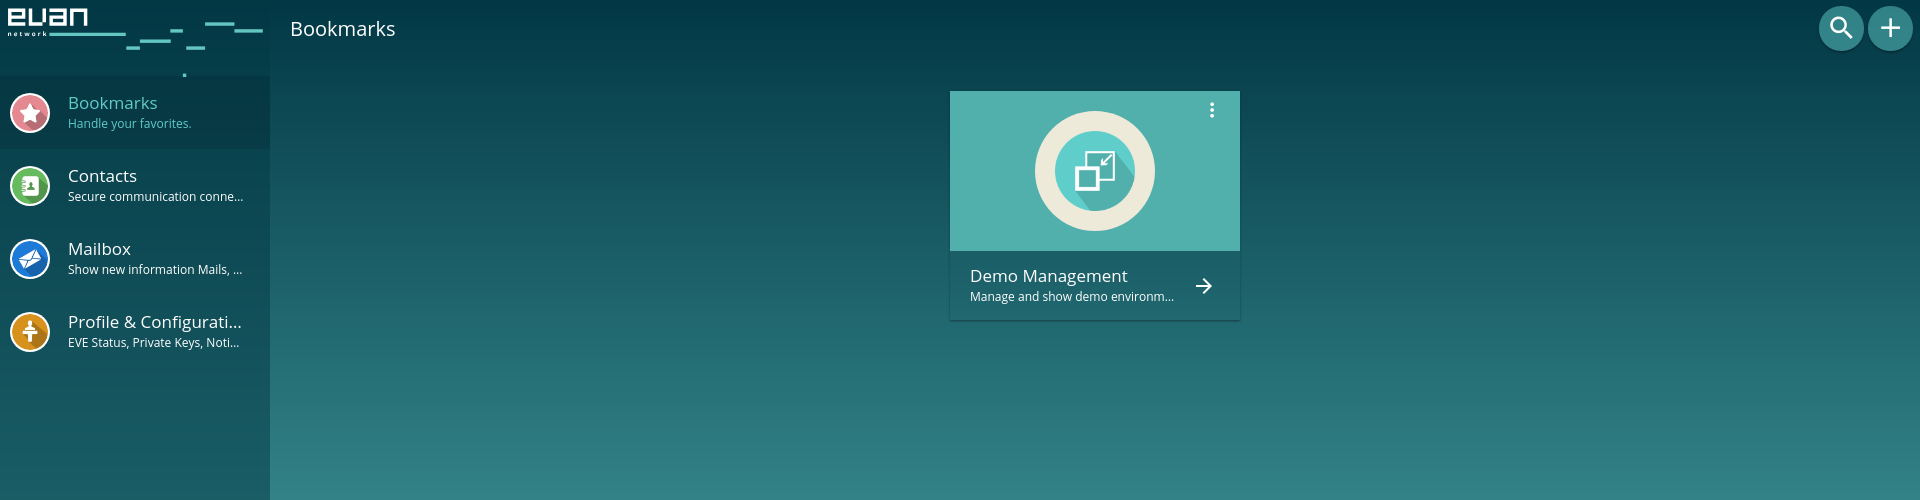 evan
network
Bookmarks
Bookmarks
Handle your favorites.
Contacts
Secure communication conne...
Mailbox
Show new information Mails, ...
Profile & Configurati...
EVE Status, Private Keys, Noti...
Demo Management
Manage and show demo environm...